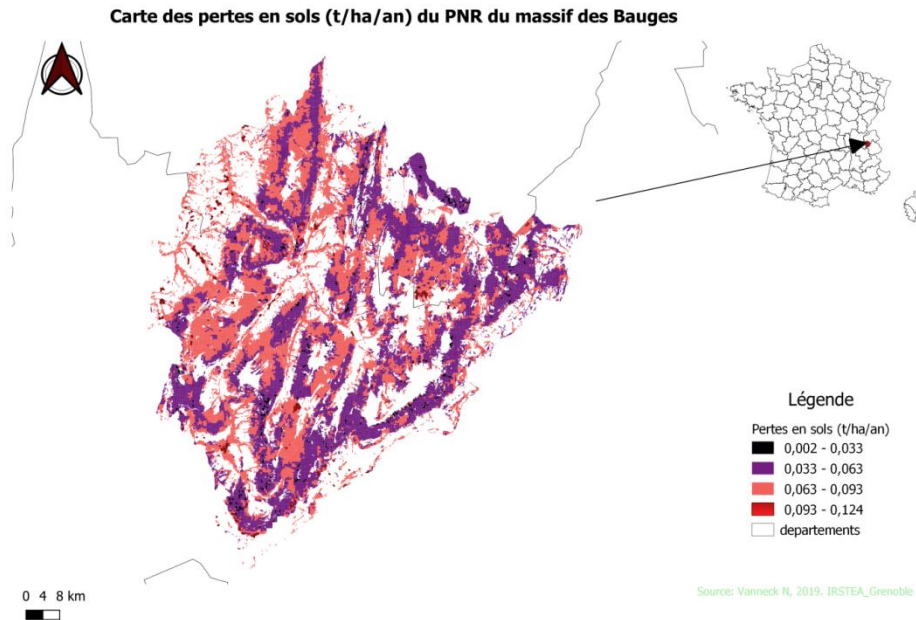 Carte des pertes en sols (t/ha/an) du PNR du massif des Bauges
Légende
Pertes en sols (t/ha/an)
0,002 - 0,033
0,033 - 0,063
0,063 - 0,093
0,093 - 0,124
departements
0 4 8 km
Source: Vanneck N, 2019. IRSTEA_Grenoble